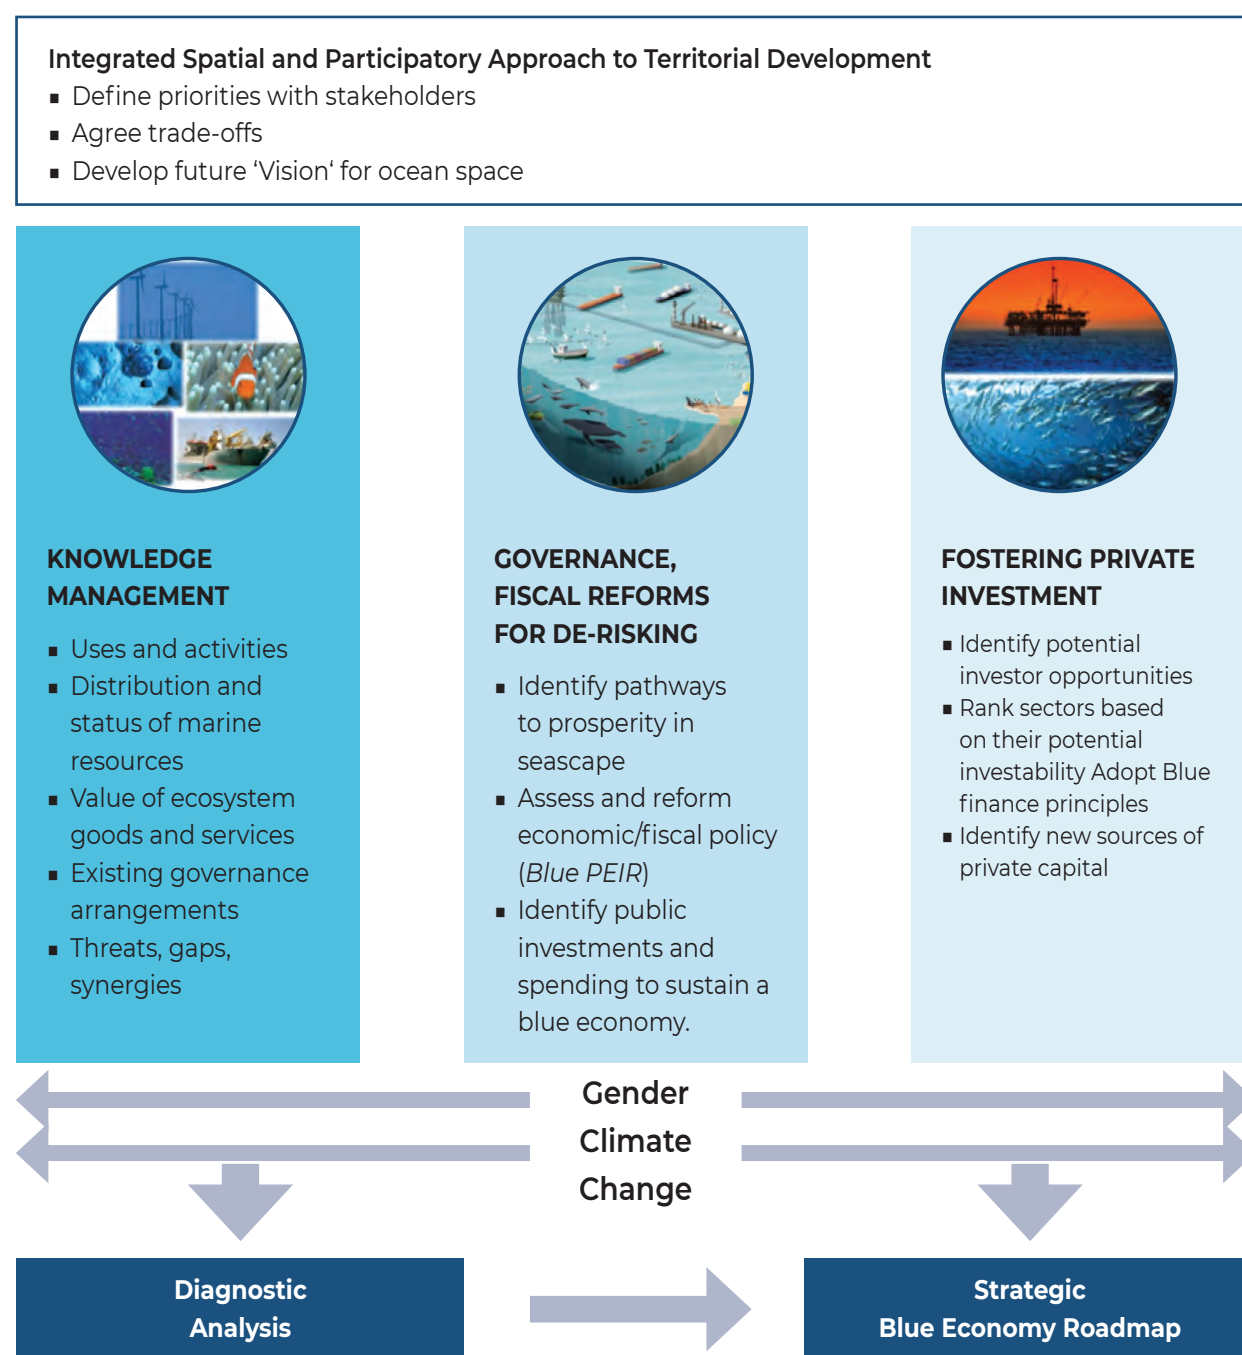 Integrated Spatial and Participatory Approach to Territorial Development
▪ Define priorities with stakeholders
▪ Agree trade-offs
▪ Develop future ‘Vision‘ for ocean space
KNOWLEDGE
MANAGEMENT
▪ Uses and activities
▪ Distribution and
status of marine
resources
▪ Value of ecosystem
goods and services
▪ Existing governance
arrangements
▪ Threats, gaps,
synergies
GOVERNANCE,
FISCAL REFORMS
FOR DE-RISKING
▪ Identify pathways
to prosperity in
seascape
▪ Assess and reform
economic/fiscal policy
(Blue PEIR)
▪ Identify public
investments and
spending to sustain a
blue economy.
FOSTERING PRIVATE
INVESTMENT
▪ Identify potential
investor opportunities
▪ Rank sectors based
on their potential
investability Adopt Blue
finance principles
▪ Identify new sources of
private capital
Gender
Climate
Change
Diagnostic
Analysis
Strategic
Blue Economy Roadmap